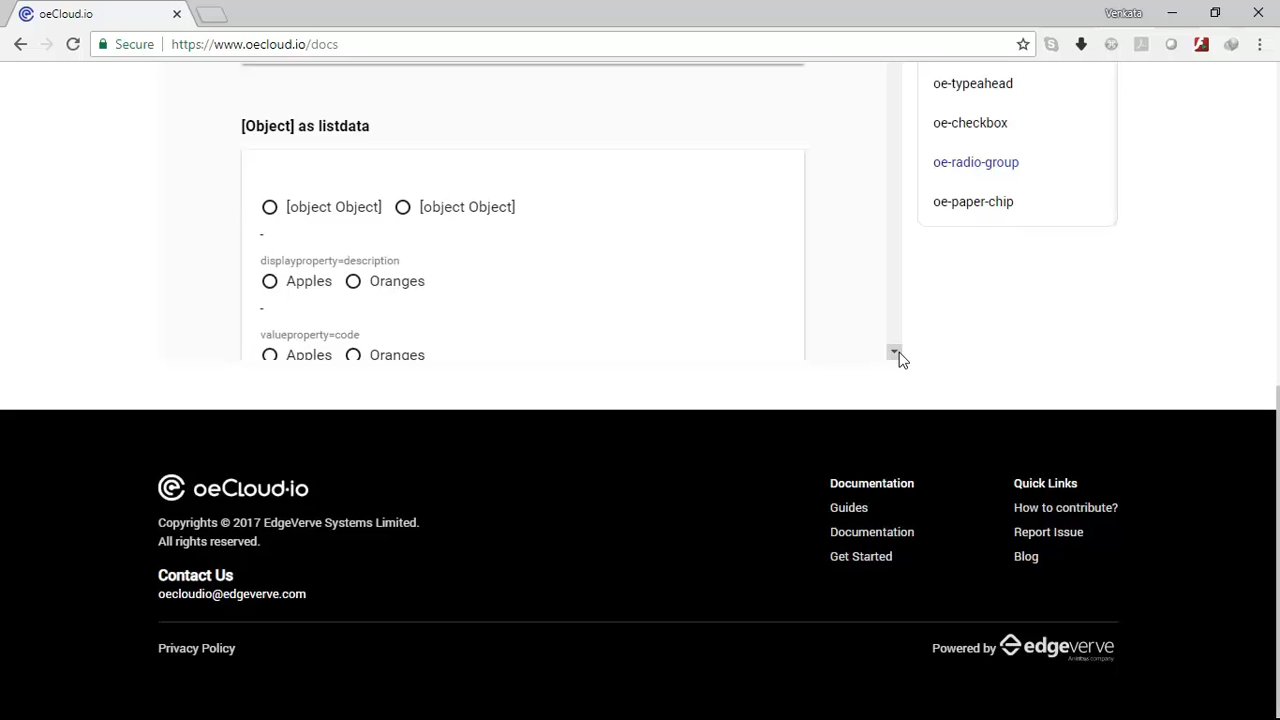 oeCloud.io
Venkata
Secure
https://www.oecloud.io/docs
oe-typeahead
oe-checkbox
oe-radio-group
oe-paper-chip
[Object] as listdata
[object Object] [object Object]
-
displayproperty=description
Apples Oranges
-
valueproperty=code
Apples Oranges
oeCloud·io
Copyrights © 2017 EdgeVerve Systems Limited.
All rights reserved.
Contact Us
oecloudio@edgeverve.com
Documentation
Guides
Documentation
Get Started
Quick Links
How to contribute?
Report Issue
Blog
Privacy Policy
Powered by edgeverve
An Infosys company